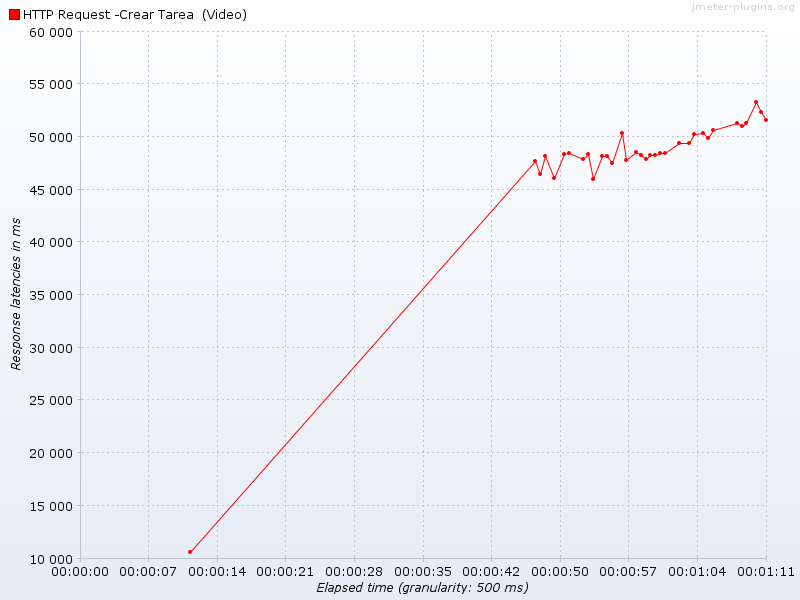 jmeter-plugins.org
HTTP Request -Crear Tarea (Video)
60 000
55 000
50 000
45 000
40 000
35 000
30 000
25 000
20 000
15 000
10 000
Response latencies in ms
00:00:00 00:00:07 00:00:14 00:00:21 00:00:28 00:00:35 00:00:42 00:00:50 00:00:57 00:01:04 00:01:11
Elapsed time (granularity: 500 ms)